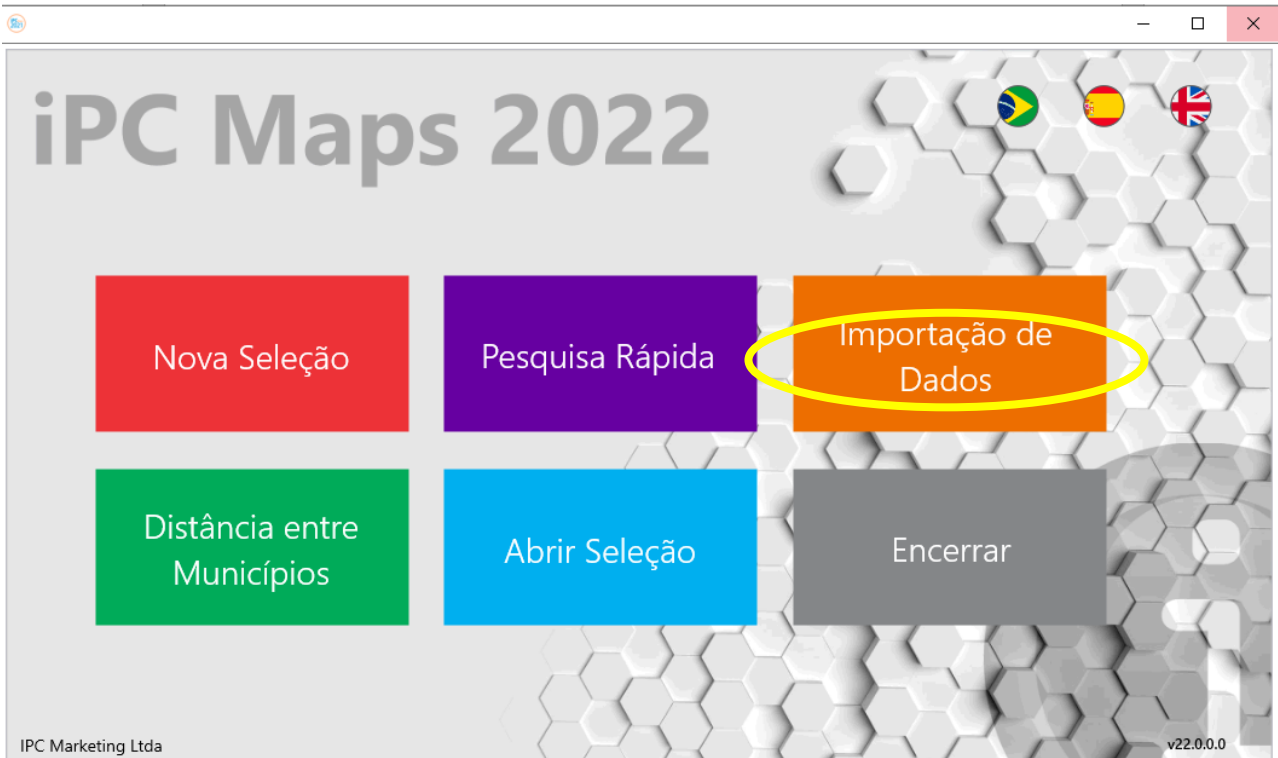 iPC Maps 2022
Nova Seleção
Pesquisa Rápida
Importação de
Dados
Distância entre
Municípios
Abrir Seleção
Encerrar
IPC Marketing Ltda
v22.0.0.0